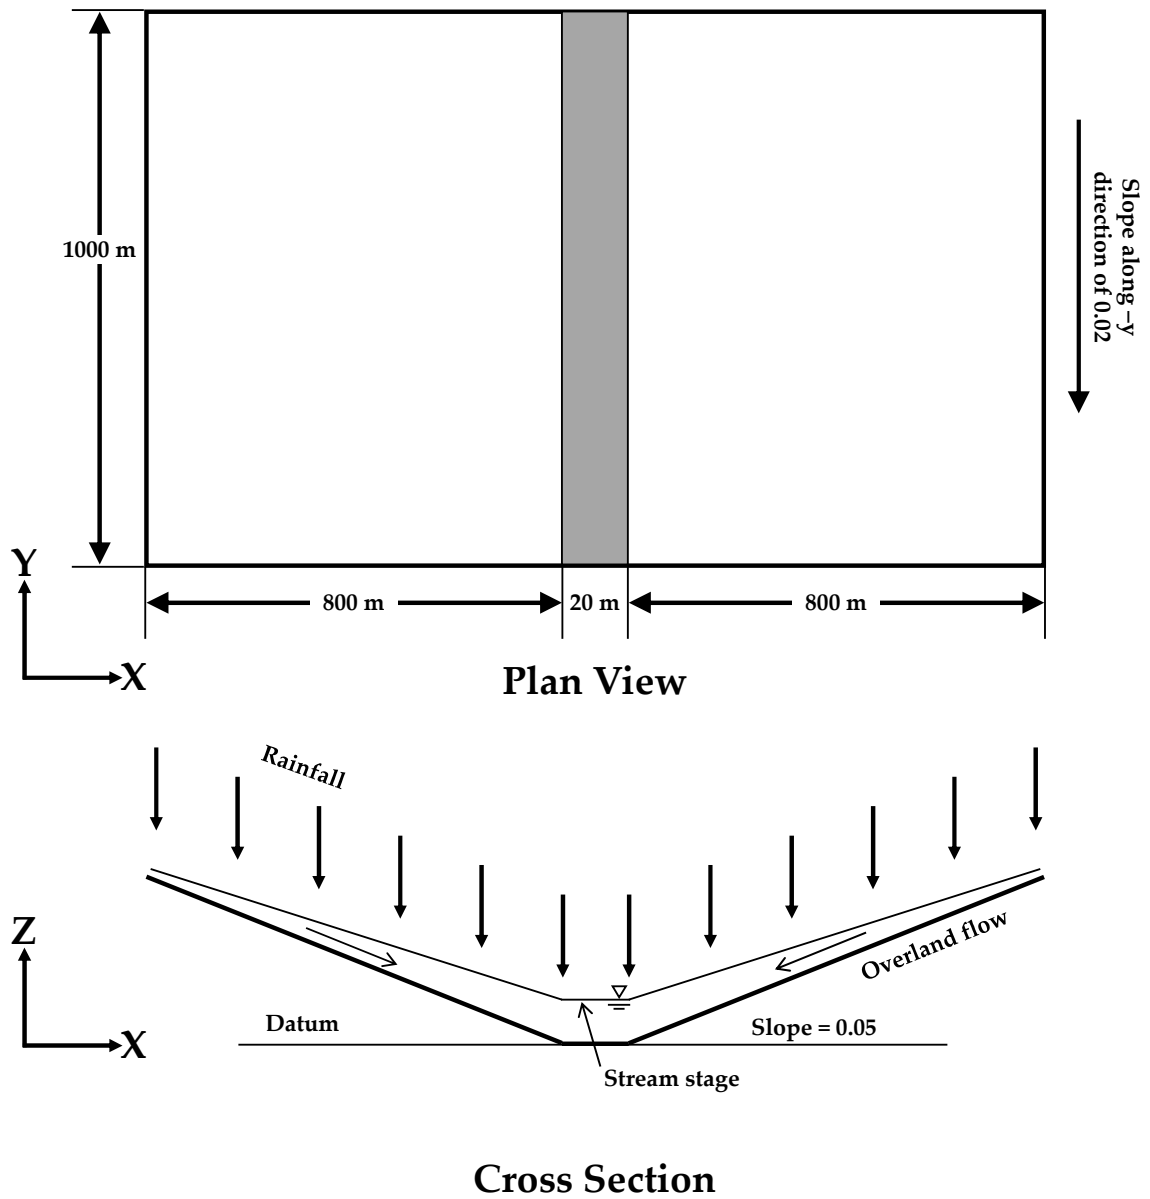 1000 m
Slope along –y
direction of 0.02
Y
X
800 m
20 m
800 m
Plan View
Rainfall
Z
X
Overland flow
Datum
Slope = 0.05
Stream stage
Cross Section